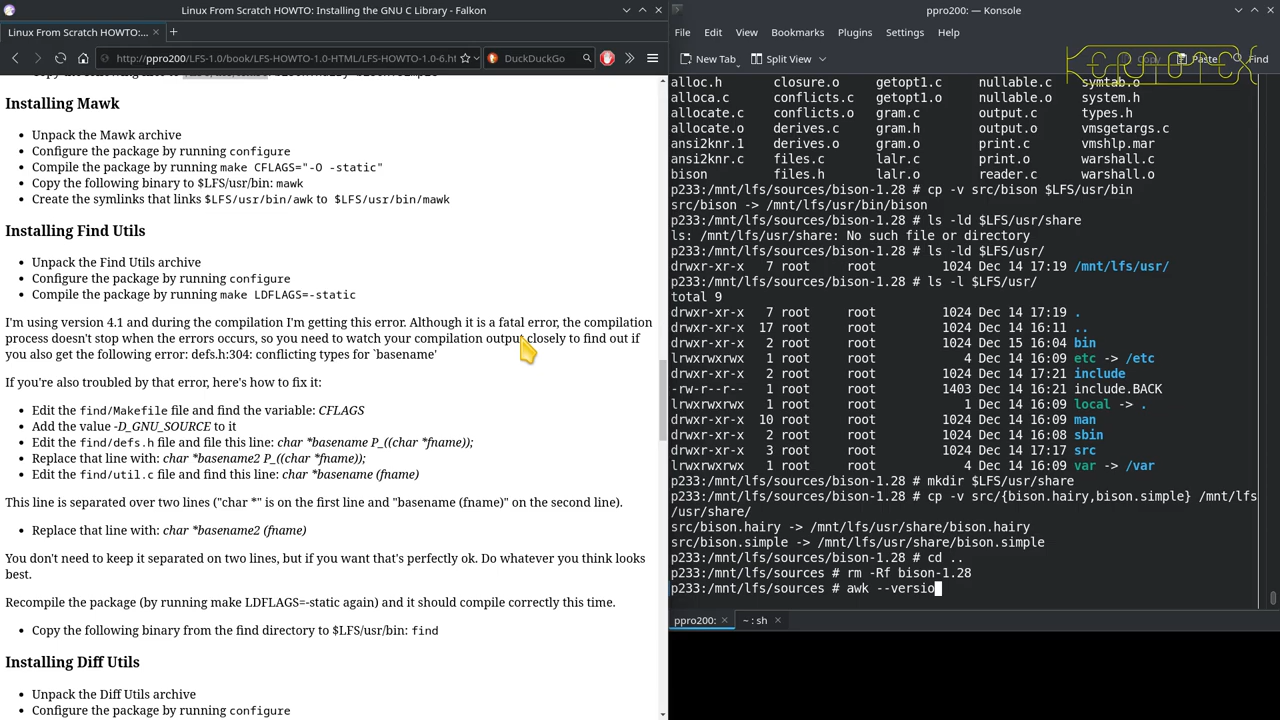 Linux From Scratch HOWTO: Installing the GNU C Library - Falkon
Linux From Scratch HOWTO:...
http://ppro200/LFS-1.0/book/LFS-HOWTO-1.0-HTML/LFS-HOWTO-1.0-6.ht
DuckDuckGo
Installing Mawk
Unpack the Mawk archive
Configure the package by running configure
Compile the package by running make CFLAGS="-O -static"
Copy the following binary to $LFS/usr/bin: mawk
Create the symlinks that links $LFS/usr/bin/awk to $LFS/usr/bin/mawk
Installing Find Utils
Unpack the Find Utils archive
Configure the package by running configure
Compile the package by running make LDFLAGS=-static
I'm using version 4.1 and during the compilation I'm getting this error. Although it is a fatal error, the compilation
process doesn't stop when the errors occurs, so you need to watch your compilation output closely to find out if
you also get the following error: defs.h:304: conflicting types for `basename'
If you're also troubled by that error, here's how to fix it:
Edit the find/Makefile file and find the variable: CFLAGS
Add the value -D_GNU_SOURCE to it
Edit the find/defs.h file and file this line: char *basename P_((char *fname));
Replace that line with: char *basename2 P_((char *fname));
Edit the find/util.c file and find this line: char *basename (fname)
This line is separated over two lines ("char *" is on the first line and "basename (fname)" on the second line).
Replace that line with: char *basename2 (fname)
You don't need to keep it separated on two lines, but if you want that's perfectly ok. Do whatever you think looks
best.
Recompile the package (by running make LDFLAGS=-static again) and it should compile correctly this time.
Copy the following binary from the find directory to $LFS/usr/bin: find
Installing Diff Utils
Unpack the Diff Utils archive
Configure the package by running configure
ppro200: — Konsole
File Edit View Bookmarks Plugins Settings Help
New Tab Split View Copy Paste Find
alloc.h closure.o getopt1.c nullable.c symtab.o
alloca.c conflicts.c getopt1.o nullable.o system.h
allocate.c conflicts.o gram.c output.c types.h
allocate.o derives.c gram.h output.o vmsgetargs.c
ansi2knr.1 derives.o gram.o print.c vmshlp.mar
ansi2knr.c files.c lalr.c print.o warshall.c
bison files.h lalr.o reader.c warshall.o
p233:/mnt/lfs/sources/bison-1.28 # cp -v src/bison $LFS/usr/bin
src/bison -> /mnt/lfs/usr/bin/bison
p233:/mnt/lfs/sources/bison-1.28 # ls -ld $LFS/usr/share
ls: /mnt/lfs/usr/share: No such file or directory
p233:/mnt/lfs/sources/bison-1.28 # ls -ld $LFS/usr/
drwxr-xr-x 7 root root 1024 Dec 14 17:19 /mnt/lfs/usr/
p233:/mnt/lfs/sources/bison-1.28 # ls -l $LFS/usr/
total 9
drwxr-xr-x 7 root root 1024 Dec 14 17:19 .
drwxr-xr-x 17 root root 1024 Dec 14 16:11 ..
drwxr-xr-x 2 root root 1024 Dec 15 16:04 bin
lrwxrwxrwx 1 root root 4 Dec 14 16:09 etc -> /etc
drwxr-xr-x 2 root root 1024 Dec 14 17:21 include
-rw-r--r-- 1 root root 1403 Dec 14 16:21 include.BACK
lrwxrwxrwx 1 root root 1 Dec 14 16:09 local -> .
drwxr-xr-x 10 root root 1024 Dec 14 16:09 man
drwxr-xr-x 2 root root 1024 Dec 14 16:08 sbin
drwxr-xr-x 3 root root 1024 Dec 14 17:17 src
lrwxrwxrwx 1 root root 4 Dec 14 16:09 var -> /var
p233:/mnt/lfs/sources/bison-1.28 # mkdir $LFS/usr/share
p233:/mnt/lfs/sources/bison-1.28 # cp -v src/{bison.hairy,bison.simple} /mnt/lfs
/usr/share/
src/bison.hairy -> /mnt/lfs/usr/share/bison.hairy
src/bison.simple -> /mnt/lfs/usr/share/bison.simple
p233:/mnt/lfs/sources/bison-1.28 # cd ..
p233:/mnt/lfs/sources # rm -Rf bison-1.28
p233:/mnt/lfs/sources # awk --versio
ppro200: ~ : sh